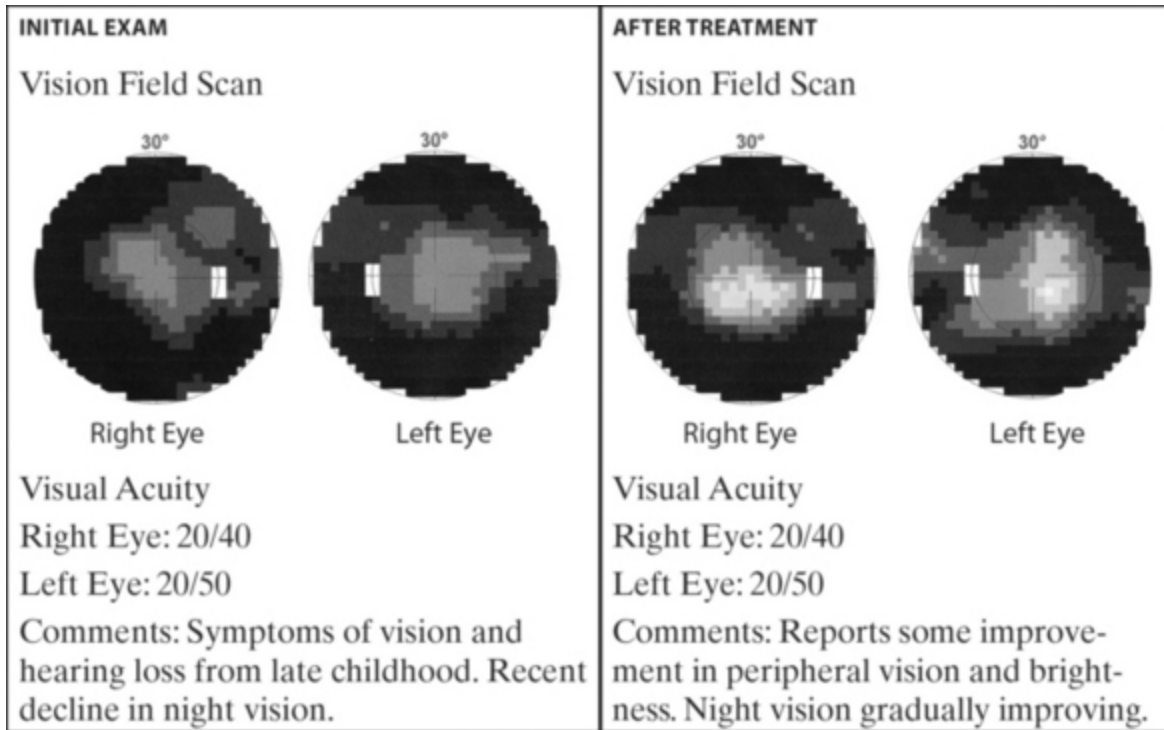 INITIAL EXAM
Vision Field Scan
30°
30°
Right Eye
Left Eye
Visual Acuity
Right Eye: 20/40
Left Eye: 20/50
Comments: Symptoms of vision and
hearing loss from late childhood. Recent
decline in night vision.
AFTER TREATMENT
Vision Field Scan
30°
30°
Right Eye
Left Eye
Visual Acuity
Right Eye: 20/40
Left Eye: 20/50
Comments: Reports some improve-
ment in peripheral vision and bright-
ness. Night vision gradually improving.